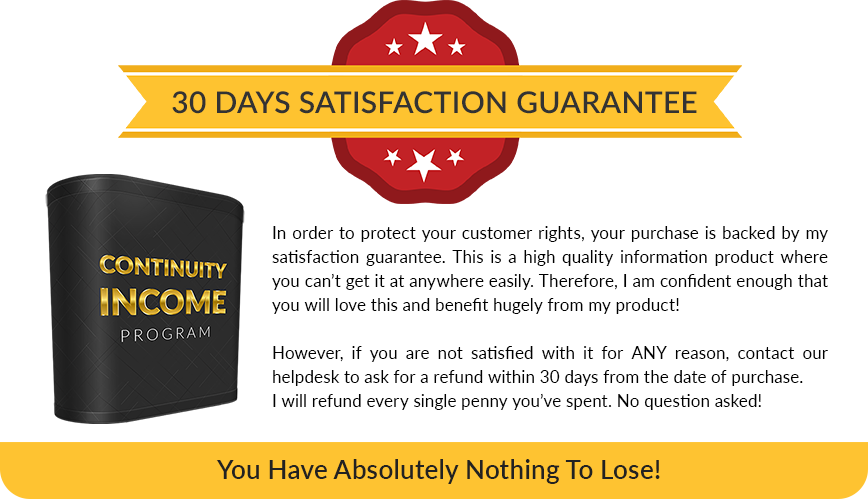 30 DAYS SATISFACTION GUARANTEE
CONTINUITY
INCOME
PROGRAM
In order to protect your customer rights, your purchase is backed by my
satisfaction guarantee. This is a high quality information product where
you can’t get it at anywhere easily. Therefore, I am confident enough that
you will love this and benefit hugely from my product!
However, if you are not satisfied with it for ANY reason, contact our
helpdesk to ask for a refund within 30 days from the date of purchase.
I will refund every single penny you’ve spent. No question asked!
You Have Absolutely Nothing To Lose!